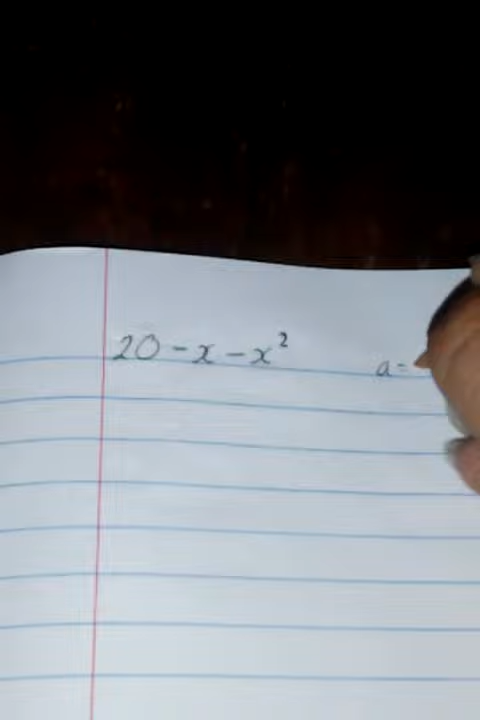 20 - x - x²
a =